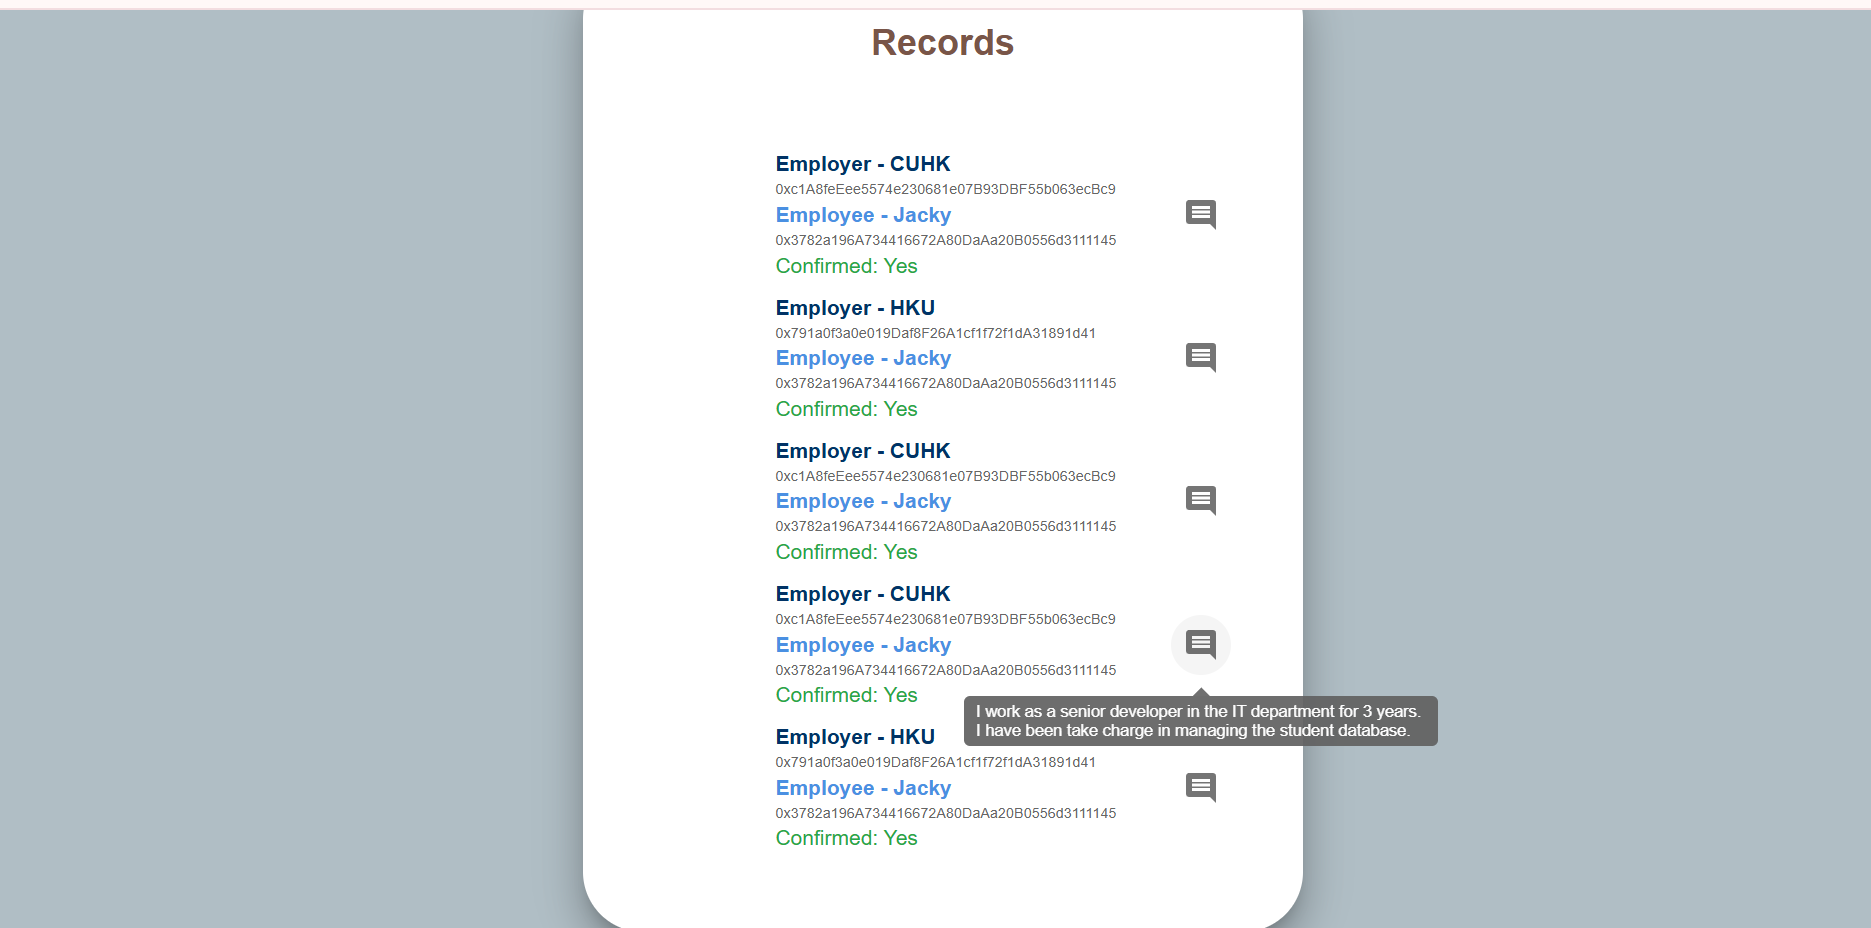 Records
Employer - CUHK
0xc1A8feEee5574e230681e07B93DBF55b063ecBc9
Employee - Jacky
0x3782a196A734416672A80DaAa20B0556d3111145
Confirmed: Yes
Employer - HKU
0x791a0f3a0e019Daf8F26A1cf1f72f1dA31891d41
Employee - Jacky
0x3782a196A734416672A80DaAa20B0556d3111145
Confirmed: Yes
Employer - CUHK
0xc1A8feEee5574e230681e07B93DBF55b063ecBc9
Employee - Jacky
0x3782a196A734416672A80DaAa20B0556d3111145
Confirmed: Yes
Employer - CUHK
0xc1A8feEee5574e230681e07B93DBF55b063ecBc9
Employee - Jacky
0x3782a196A734416672A80DaAa20B0556d3111145
Confirmed: Yes
I work as a senior developer in the IT department for 3 years.
I have been take charge in managing the student database.
Employer - HKU
0x791a0f3a0e019Daf8F26A1cf1f72f1dA31891d41
Employee - Jacky
0x3782a196A734416672A80DaAa20B0556d3111145
Confirmed: Yes